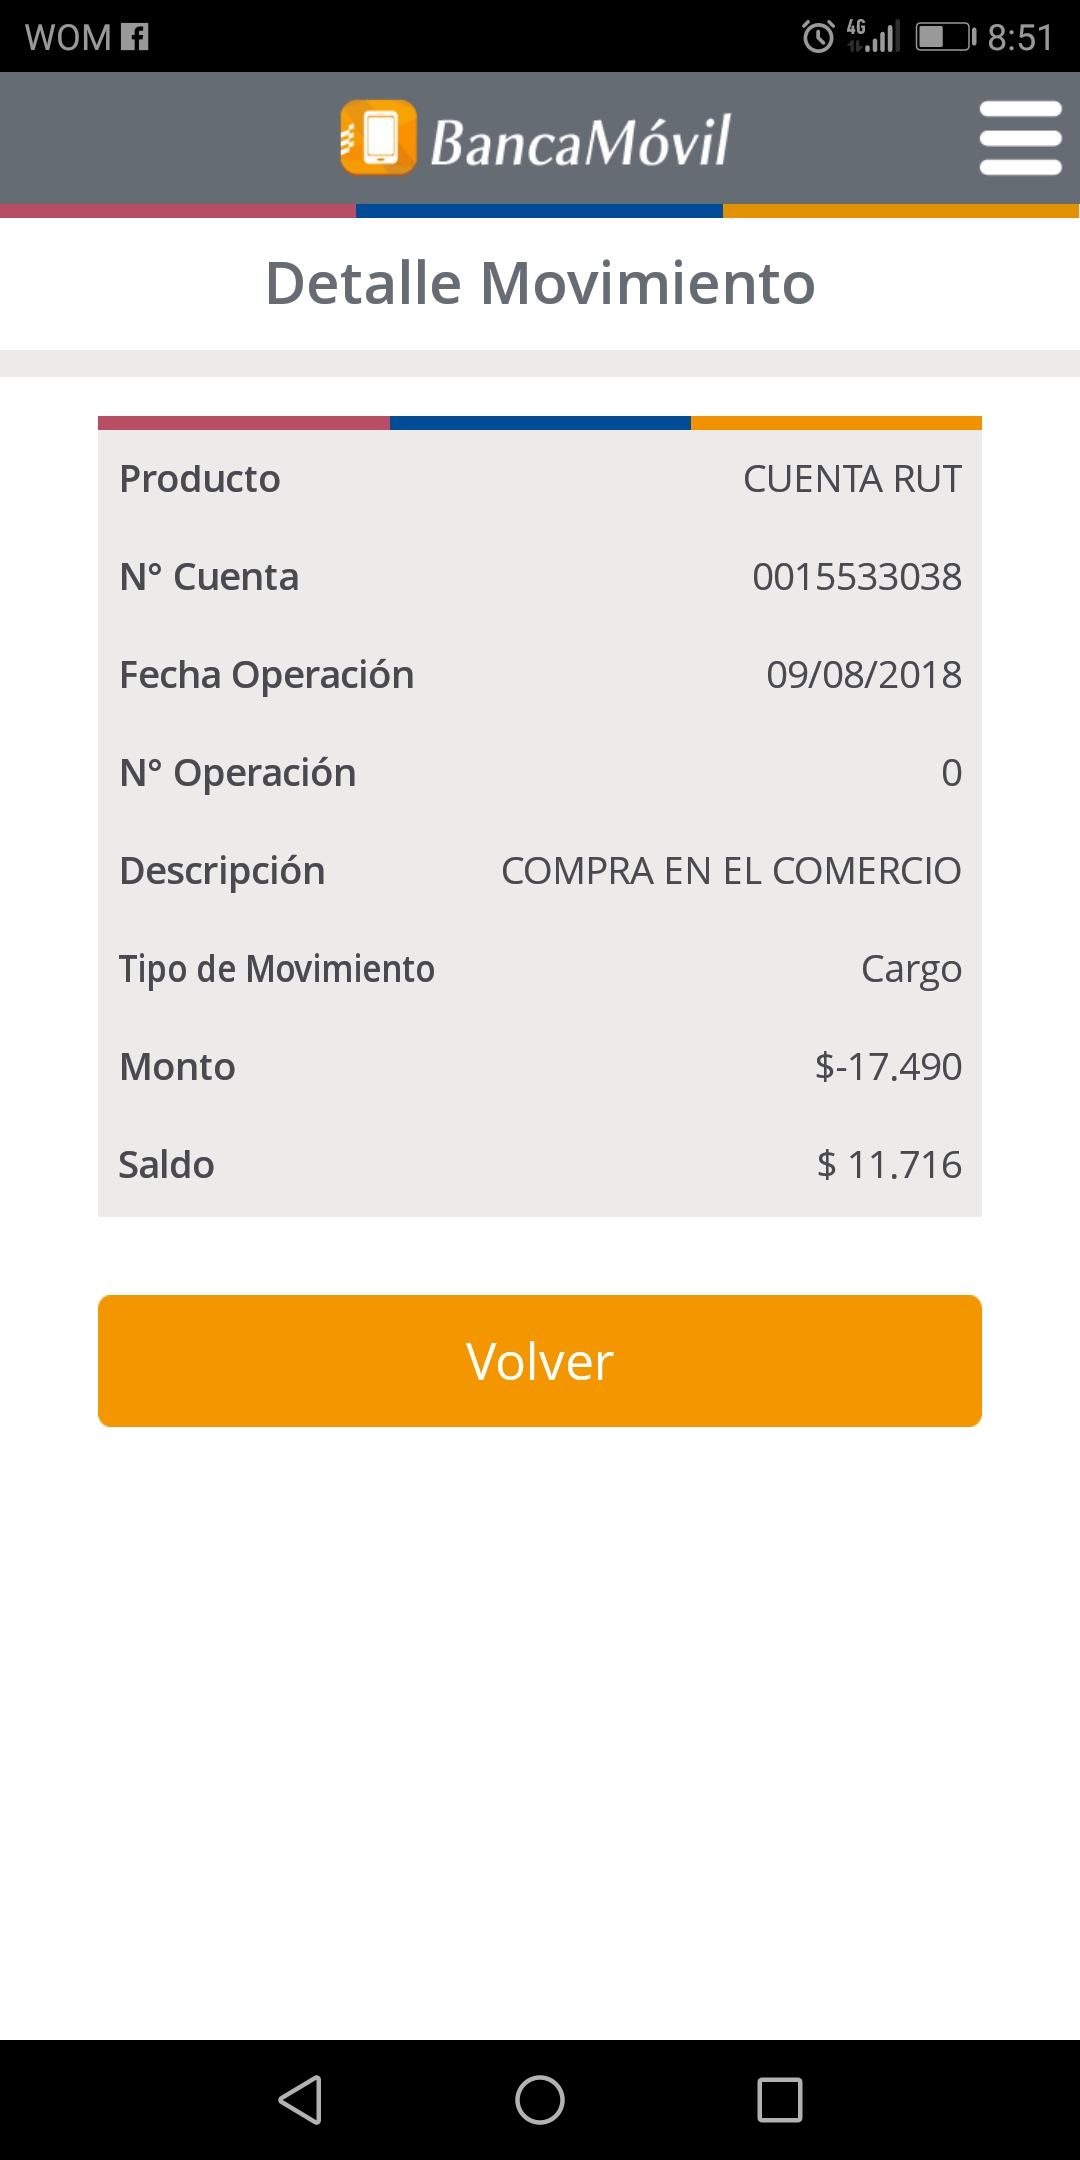 WOM 4G 8:51
BancaMóvil
Detalle Movimiento
Producto CUENTA RUT
N° Cuenta 0015533038
Fecha Operación 09/08/2018
N° Operación 0
Descripción COMPRA EN EL COMERCIO
Tipo de Movimiento Cargo
Monto $-17.490
Saldo $ 11.716
Volver